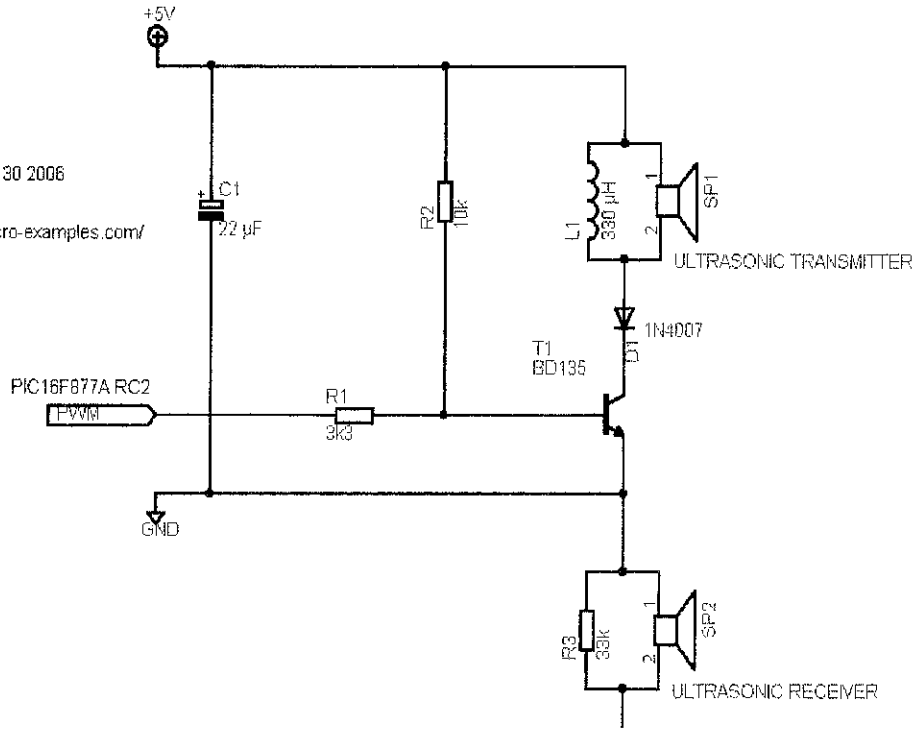 +5V
30 2006
cro-examples.com/
C1
+
22 µF
R2
10k
L1
330 µH
1
2
SP1
ULTRASONIC TRANSMITTER
1N4007
D1
T1
BD135
PIC16F877A RC2
PWM
R1
3k3
GND
R3
33k
1
2
SP2
ULTRASONIC RECEIVER